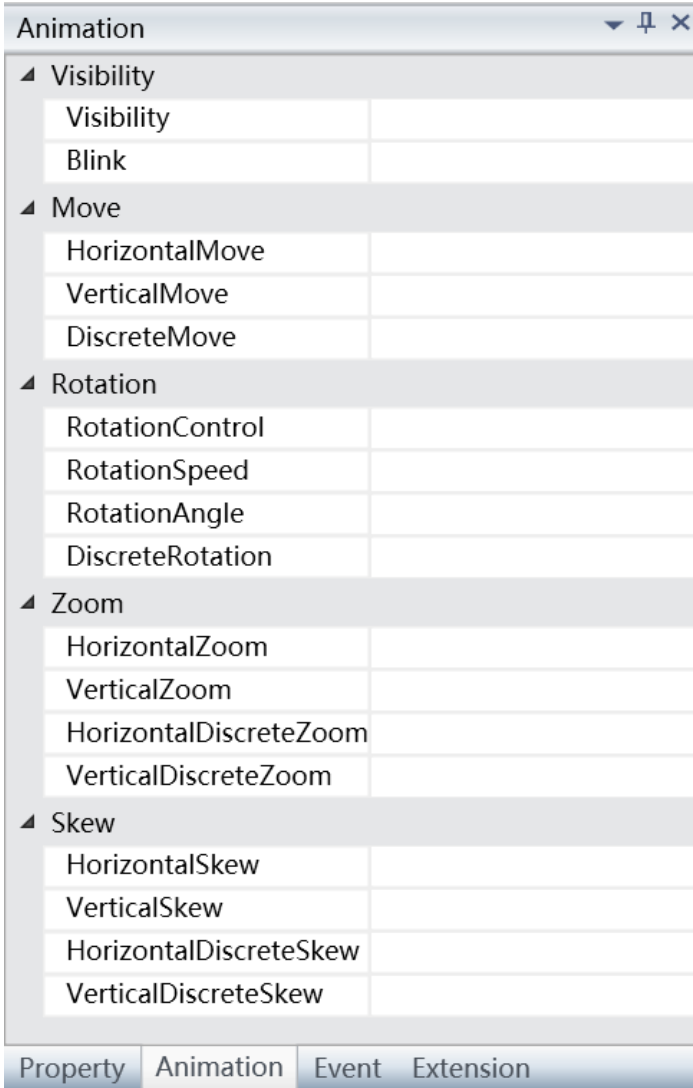 Animation
Visibility
Visibility
Blink
Move
HorizontalMove
VerticalMove
DiscreteMove
Rotation
RotationControl
RotationSpeed
RotationAngle
DiscreteRotation
Zoom
HorizontalZoom
VerticalZoom
HorizontalDiscreteZoom
VerticalDiscreteZoom
Skew
HorizontalSkew
VerticalSkew
HorizontalDiscreteSkew
VerticalDiscreteSkew
Property Animation Event Extension